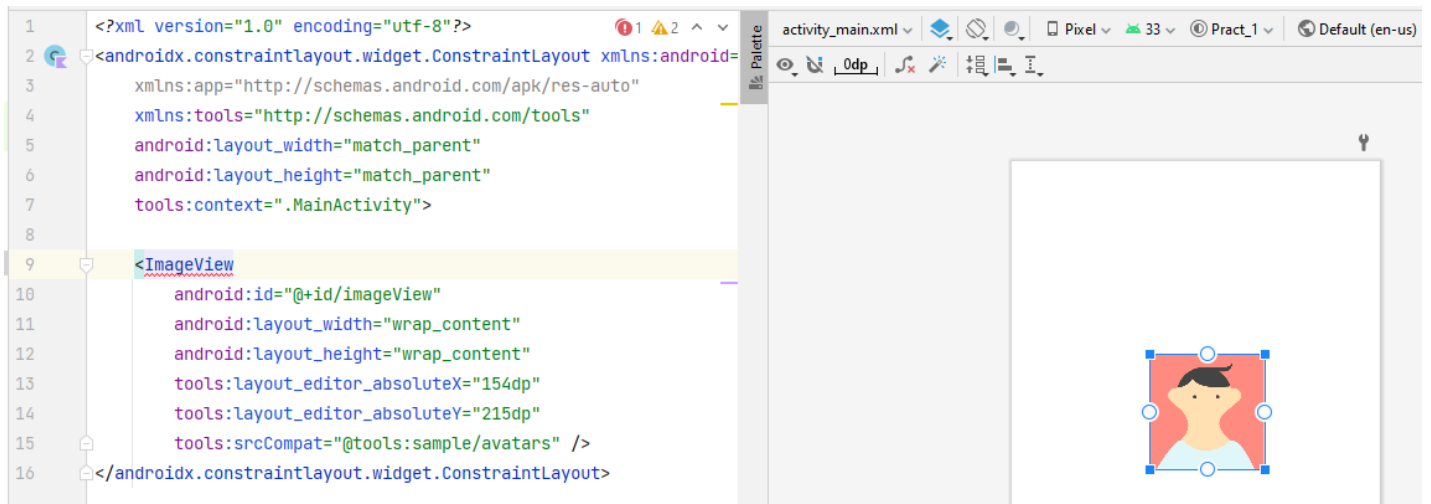 1 <?xml version="1.0" encoding="utf-8"?> 1 2
2 <androidx.constraintlayout.widget.ConstraintLayout xmlns:android=
3 xmlns:app="http://schemas.android.com/apk/res-auto"
4 xmlns:tools="http://schemas.android.com/tools"
5 android:layout_width="match_parent"
6 android:layout_height="match_parent"
7 tools:context=".MainActivity">
8
9 <ImageView
10 android:id="@+id/imageView"
11 android:layout_width="wrap_content"
12 android:layout_height="wrap_content"
13 tools:layout_editor_absoluteX="154dp"
14 tools:layout_editor_absoluteY="215dp"
15 tools:srcCompat="@tools:sample/avatars" />
16 </androidx.constraintlayout.widget.ConstraintLayout>
Palette
activity_main.xml Pixel 33 Pract_1 Default (en-us)
0dp